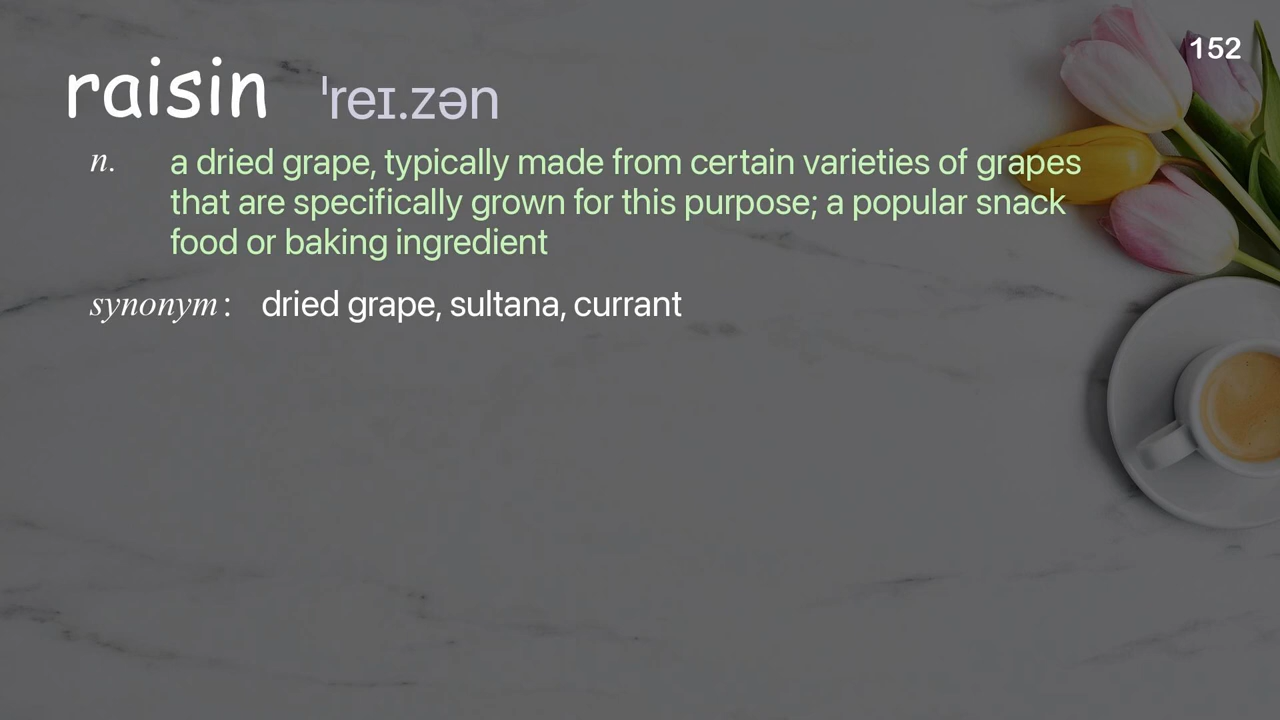 152
raisin ˈreɪ.zən
n. a dried grape, typically made from certain varieties of grapes
that are specifically grown for this purpose; a popular snack
food or baking ingredient
synonym: dried grape, sultana, currant